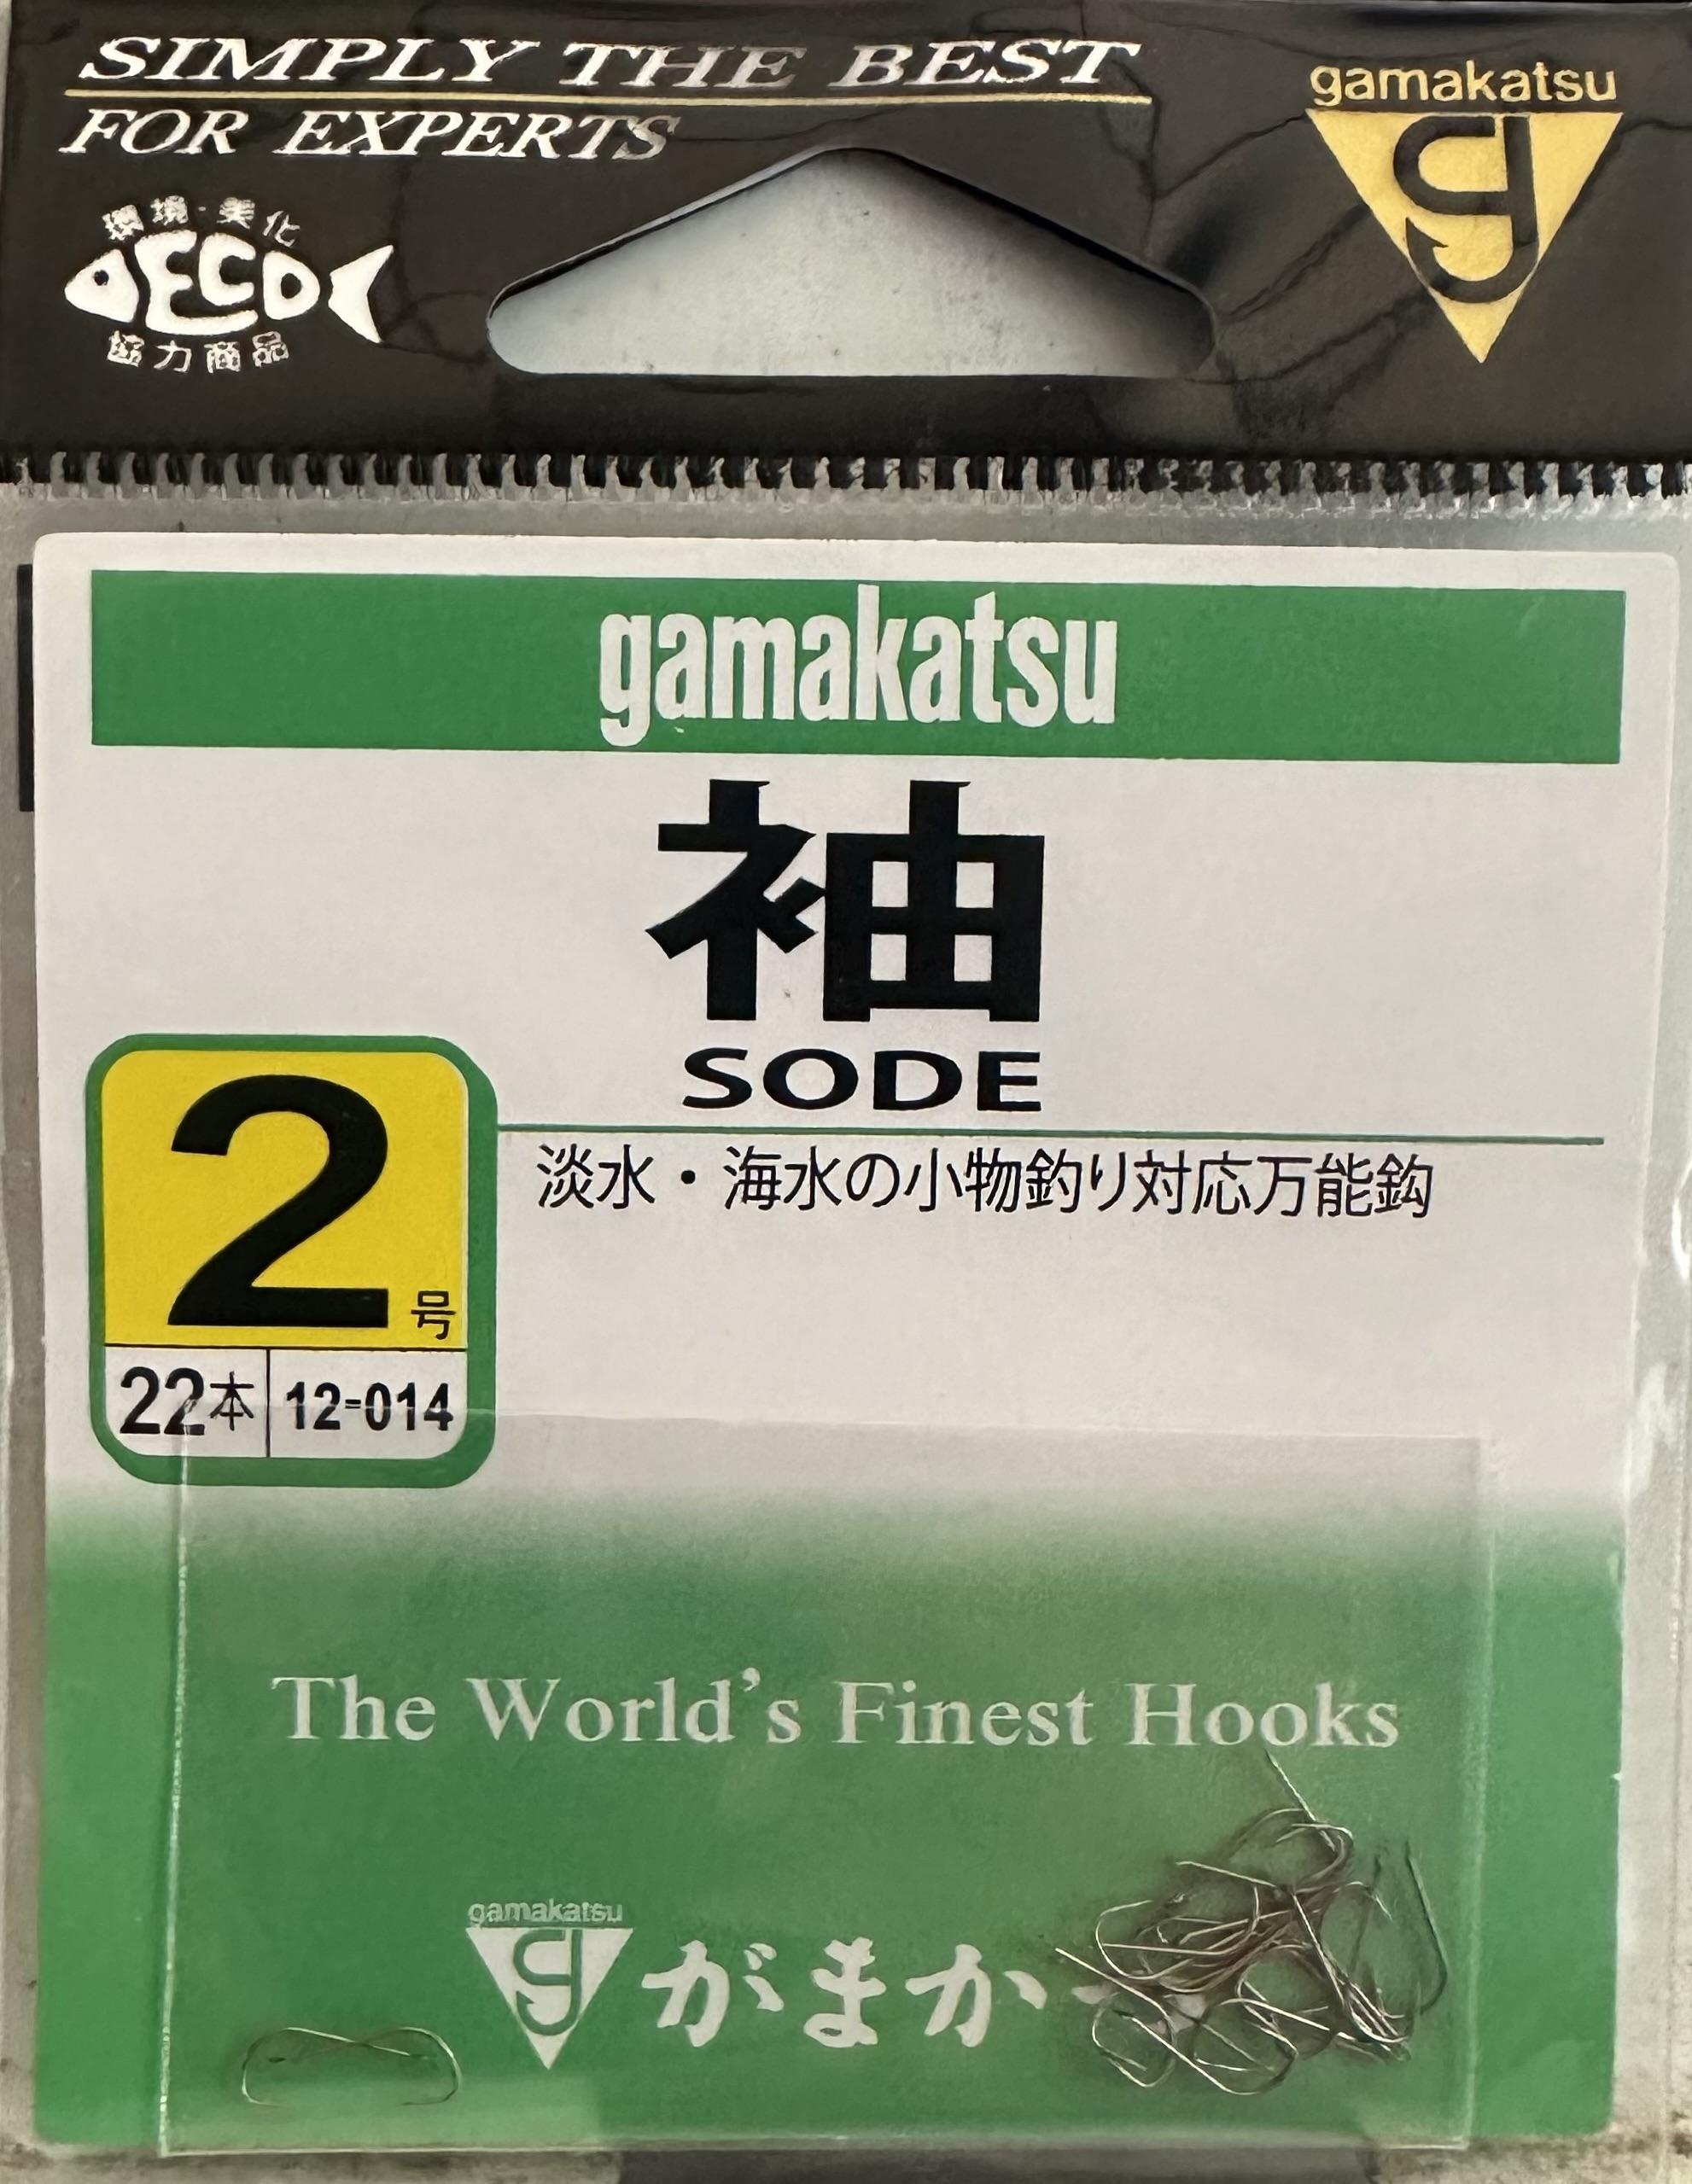 SIMPLY THE BEST
FOR EXPERTS
gamakatsu
g
環境・美化
ECO
協力商品
gamakatsu
袖
SODE
淡水・海水の小物釣り対応万能鈎
2号
22本 12-014
The World's Finest Hooks
gamakatsu
g
がまか